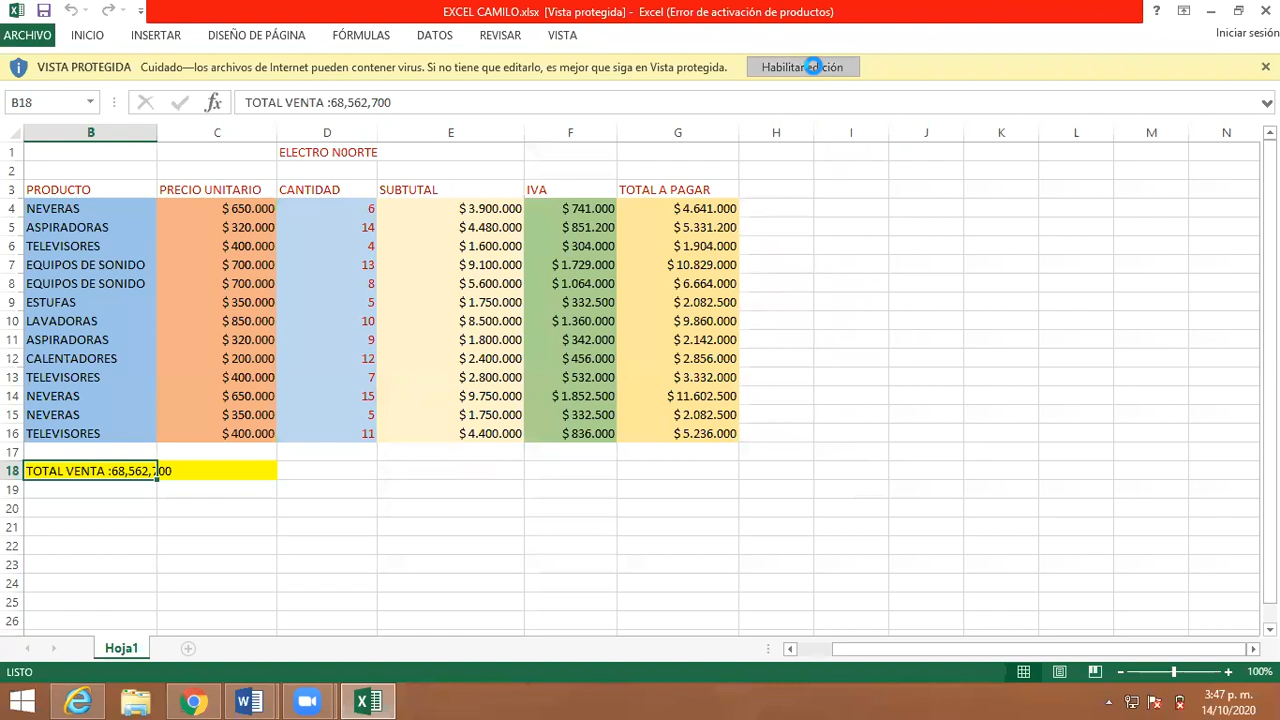 EXCEL CAMILO.xlsx [Vista protegida] - Excel (Error de activación de productos)
?
ARCHIVO INICIO INSERTAR DISEÑO DE PÁGINA FÓRMULAS DATOS REVISAR VISTA Iniciar sesión
VISTA PROTEGIDA Cuidado—los archivos de Internet pueden contener virus. Si no tiene que editarlo, es mejor que siga en Vista protegida. Habilitar edición
B18 fx TOTAL VENTA :68,562,700
B C D E F G H I J K L M N
1 ELECTRO N0ORTE
2
3 PRODUCTO PRECIO UNITARIO CANTIDAD SUBTUTAL IVA TOTAL A PAGAR
4 NEVERAS $ 650.000 6 $ 3.900.000 $ 741.000 $ 4.641.000
5 ASPIRADORAS $ 320.000 14 $ 4.480.000 $ 851.200 $ 5.331.200
6 TELEVISORES $ 400.000 4 $ 1.600.000 $ 304.000 $ 1.904.000
7 EQUIPOS DE SONIDO $ 700.000 13 $ 9.100.000 $ 1.729.000 $ 10.829.000
8 EQUIPOS DE SONIDO $ 700.000 8 $ 5.600.000 $ 1.064.000 $ 6.664.000
9 ESTUFAS $ 350.000 5 $ 1.750.000 $ 332.500 $ 2.082.500
10 LAVADORAS $ 850.000 10 $ 8.500.000 $ 1.360.000 $ 9.860.000
11 ASPIRADORAS $ 320.000 9 $ 1.800.000 $ 342.000 $ 2.142.000
12 CALENTADORES $ 200.000 12 $ 2.400.000 $ 456.000 $ 2.856.000
13 TELEVISORES $ 400.000 7 $ 2.800.000 $ 532.000 $ 3.332.000
14 NEVERAS $ 650.000 15 $ 9.750.000 $ 1.852.500 $ 11.602.500
15 NEVERAS $ 350.000 5 $ 1.750.000 $ 332.500 $ 2.082.500
16 TELEVISORES $ 400.000 11 $ 4.400.000 $ 836.000 $ 5.236.000
17
18 TOTAL VENTA :68,562,700
19
20
21
22
23
24
25
26
Hoja1
LISTO 100%
3:47 p. m.
14/10/2020